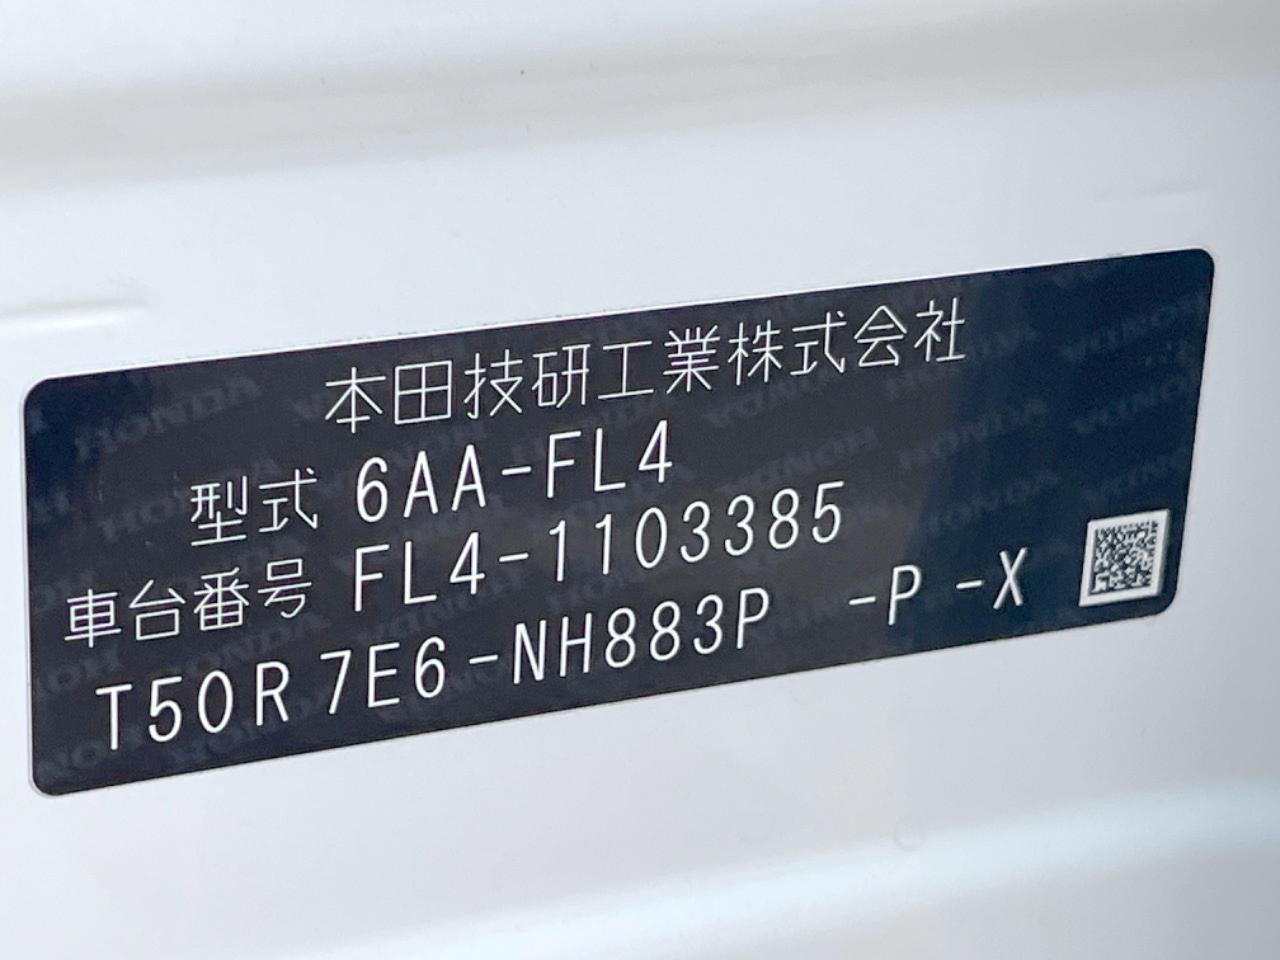 本田技研工業株式会社
型式 6AA-FL4
車台番号 FL4-1103385
T50R 7E6-NH883P -P -X